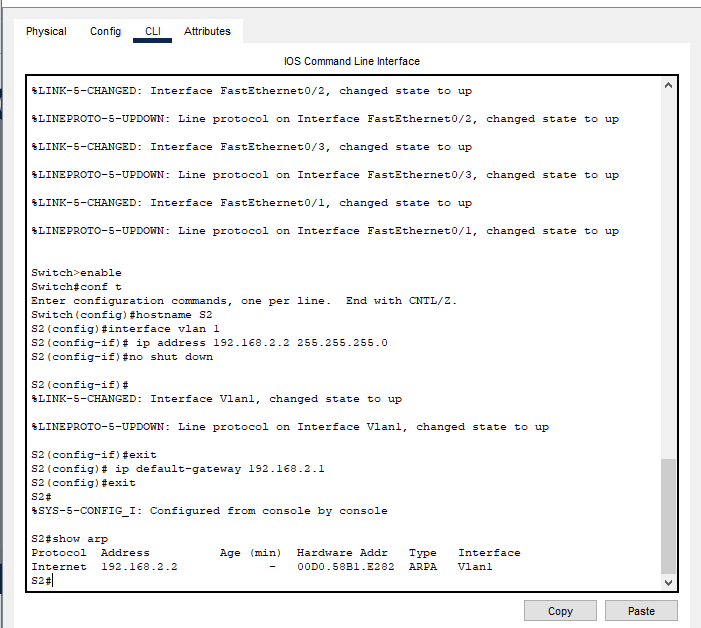 Physical Config CLI Attributes
IOS Command Line Interface
%LINK-5-CHANGED: Interface FastEthernet0/2, changed state to up
%LINEPROTO-5-UPDOWN: Line protocol on Interface FastEthernet0/2, changed state to up
%LINK-5-CHANGED: Interface FastEthernet0/3, changed state to up
%LINEPROTO-5-UPDOWN: Line protocol on Interface FastEthernet0/3, changed state to up
%LINK-5-CHANGED: Interface FastEthernet0/1, changed state to up
%LINEPROTO-5-UPDOWN: Line protocol on Interface FastEthernet0/1, changed state to up
Switch>enable
Switch#conf t
Enter configuration commands, one per line.  End with CNTL/Z.
Switch(config)#hostname S2
S2(config)#interface vlan 1
S2(config-if)# ip address 192.168.2.2 255.255.255.0
S2(config-if)#no shut down
S2(config-if)#
%LINK-5-CHANGED: Interface Vlan1, changed state to up
%LINEPROTO-5-UPDOWN: Line protocol on Interface Vlan1, changed state to up
S2(config-if)#exit
S2(config)# ip default-gateway 192.168.2.1
S2(config)#exit
S2#
%SYS-5-CONFIG_I: Configured from console by console
S2#show arp
Protocol  Address          Age (min)  Hardware Addr   Type   Interface
Internet  192.168.2.2             -   00D0.58B1.E282  ARPA   Vlan1
S2#
Copy Paste